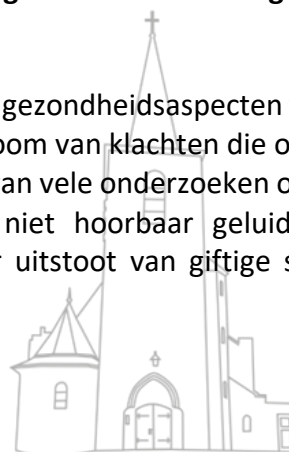 gezondheidsaspecten
oom van klachten die o
an vele onderzoeken o
niet hoorbaar geluid
uitstoot van giftige s